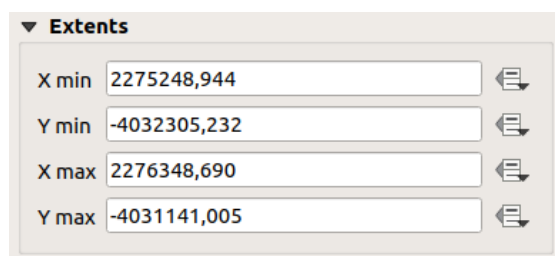 Extents
X min 2275248,944
Y min -4032305,232
X max 2276348,690
Y max -4031141,005